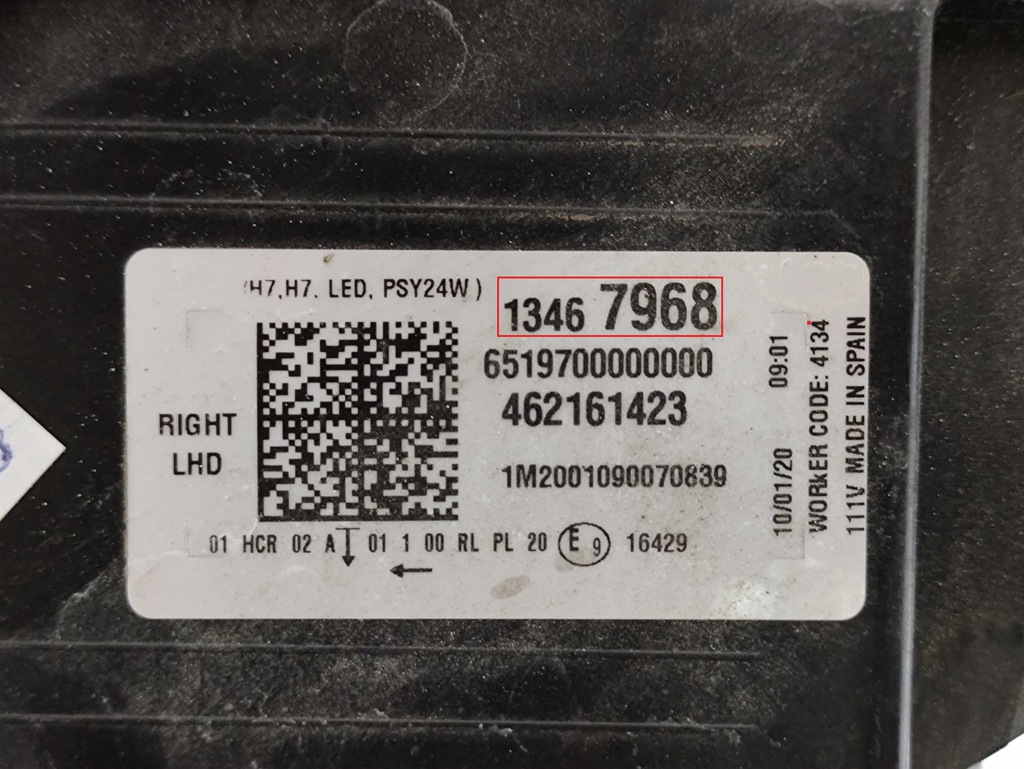 (H7,H7, LED, PSY24W)
1346 7968
6519700000000
462161423
RIGHT
LHD
1M2001090070839
01 HCR 02 A 01 1 00 RL PL 20 E 9 16429
10/01/20 09:01
WORKER CODE: 4134
111V MADE IN SPAIN